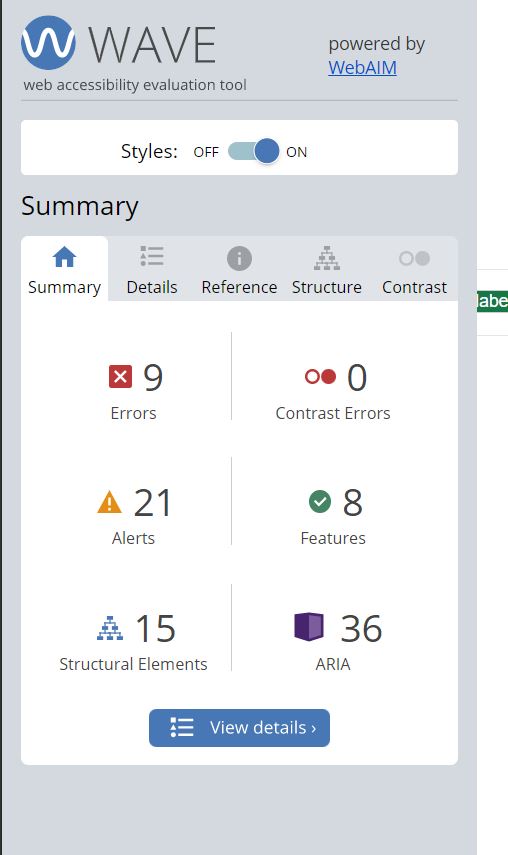 WAVE
powered by
WebAIM
web accessibility evaluation tool
Styles: OFF ON
Summary
Summary Details Reference Structure Contrast
9 0
Errors Contrast Errors
21 8
Alerts Features
15 36
Structural Elements ARIA
View details ›